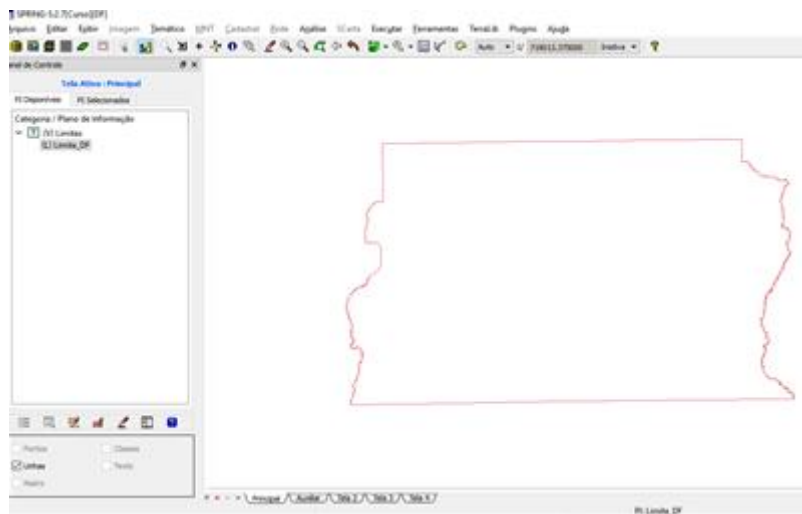 SPRING-5.2.7[Curso][DF]
Arquivo Editar Exibir Imagem Temático MNT Cadastral Rede Análise SCarta Executar Ferramentas TerraLib Plugins Ajuda
Auto Inativa
Painel de Controle
Tela Ativa : Principal
PI Disponíveis PI Selecionados
Categoria / Plano de Informação
(V) Limites
(L) Limite_DF
Pontos Classes
Linhas Texto
Matriz
Principal Auxiliar Tela 2 Tela 3 Tela 4
PI: Limite_DF